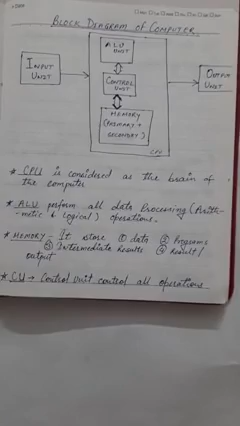 BLOCK DIAGRAM OF COMPUTER
ALU
UNIT
INPUT
UNIT
CONTROL
UNIT
OUTPUT
UNIT
MEMORY
(PRIMARY +
SECONDARY)
CPU
* CPU is considered as the brain of
the computer
* ALU perform all data Processing (Arith-
-metic & Logical) operations.
* MEMORY - It store ① data ② Programs
③ Intermediate Results ④ Result/
output
* CU → Control Unit control all operations